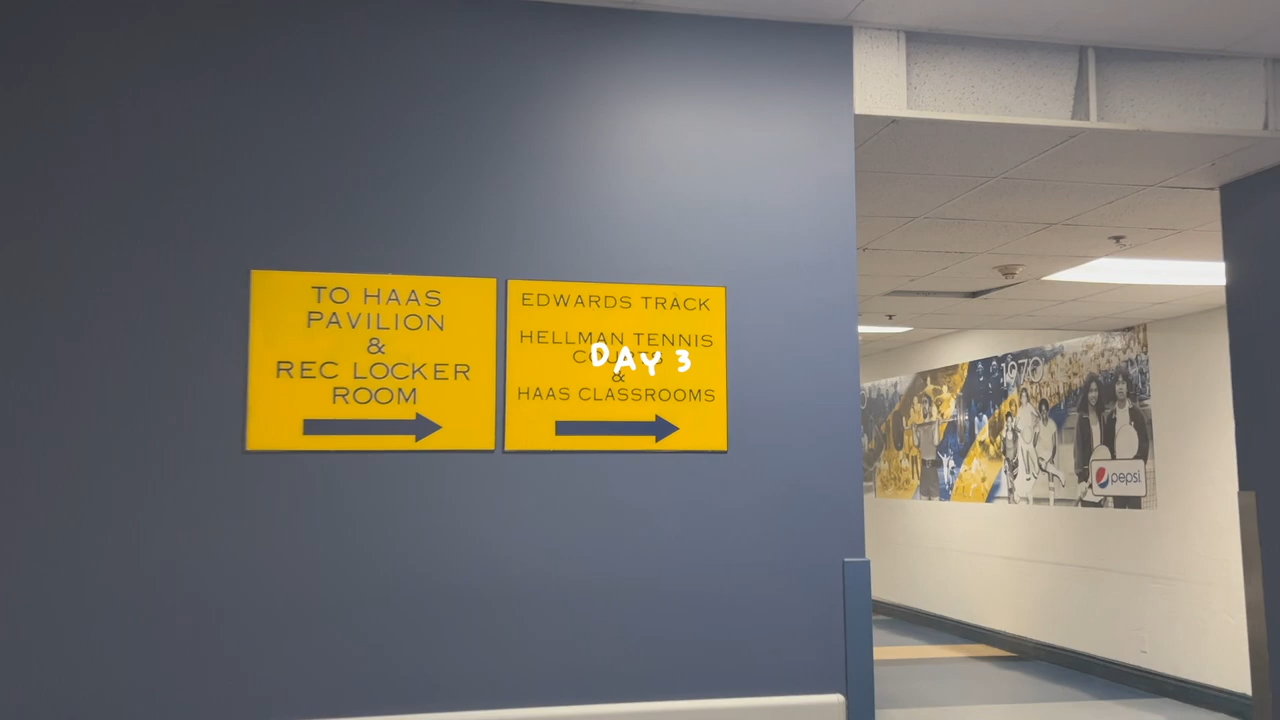 TO HAAS
PAVILION
&
REC LOCKER
ROOM
EDWARDS TRACK
HELLMAN TENNIS
&
HAAS CLASSROOMS
DAY 3
1970
pepsi